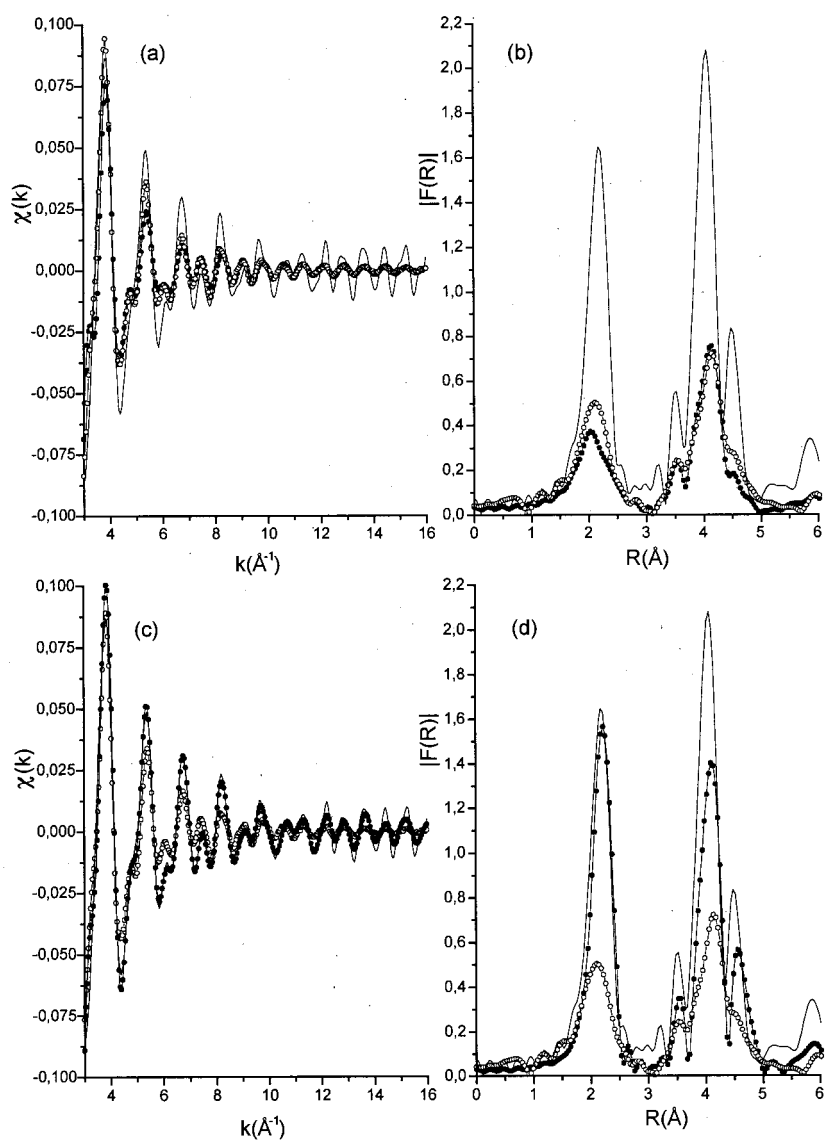 (a)
0,100
0,075
0,050
0,025
0,000
-0,025
-0,050
-0,075
-0,100
χ(k)
4 6 8 10 12 14 16
k(Å⁻¹)
(b)
2,2
2,0
1,8
1,6
1,4
1,2
1,0
0,8
0,6
0,4
0,2
0,0
|F(R)|
0 1 2 3 4 5 6
R(Å)
(c)
0,100
0,075
0,050
0,025
0,000
-0,025
-0,050
-0,075
-0,100
χ(k)
4 6 8 10 12 14 16
k(Å⁻¹)
(d)
2,2
2,0
1,8
1,6
1,4
1,2
1,0
0,8
0,6
0,4
0,2
0,0
|F(R)|
0 1 2 3 4 5 6
R(Å)